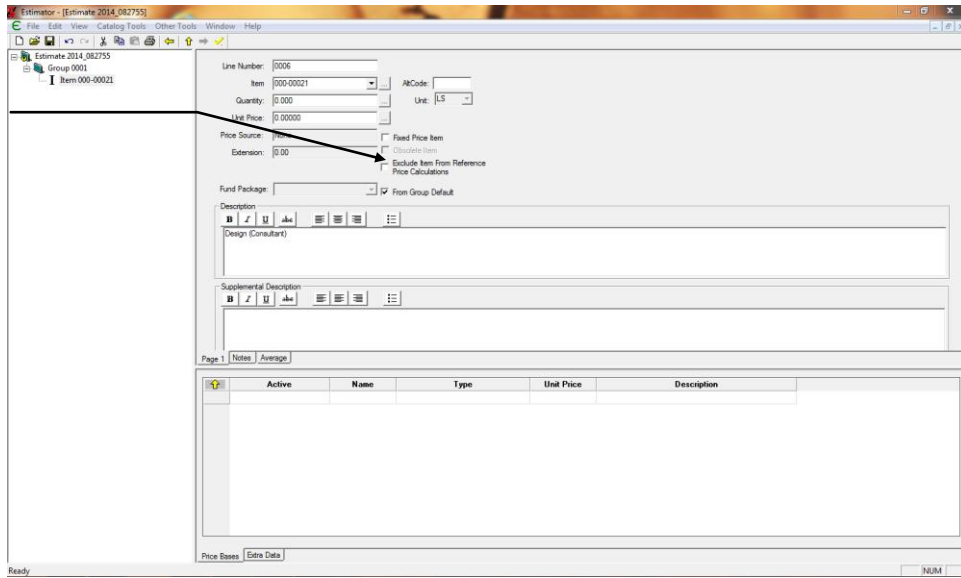 Estimator - [Estimate 2014_082755]
File Edit View Catalog Tools Other Tools Window Help
Estimate 2014_082755
Group 0001
Item 000-00021
Line Number: 0006
Item 000-00021 ... AltCode:
Quantity: 0.000 ... Unit: LS
Unit Price: 0.00000 ...
Price Source: None Fixed Price Item
Obsolete Item
Extension: 0.00
Exclude Item From Reference
Price Calculations
Fund Package: From Group Default
Description
B I U abc
Design (Consultant)
Supplemental Description
B I U abc
Page 1 Notes Average
Active Name Type Unit Price Description
Price Bases Extra Data
Ready NUM